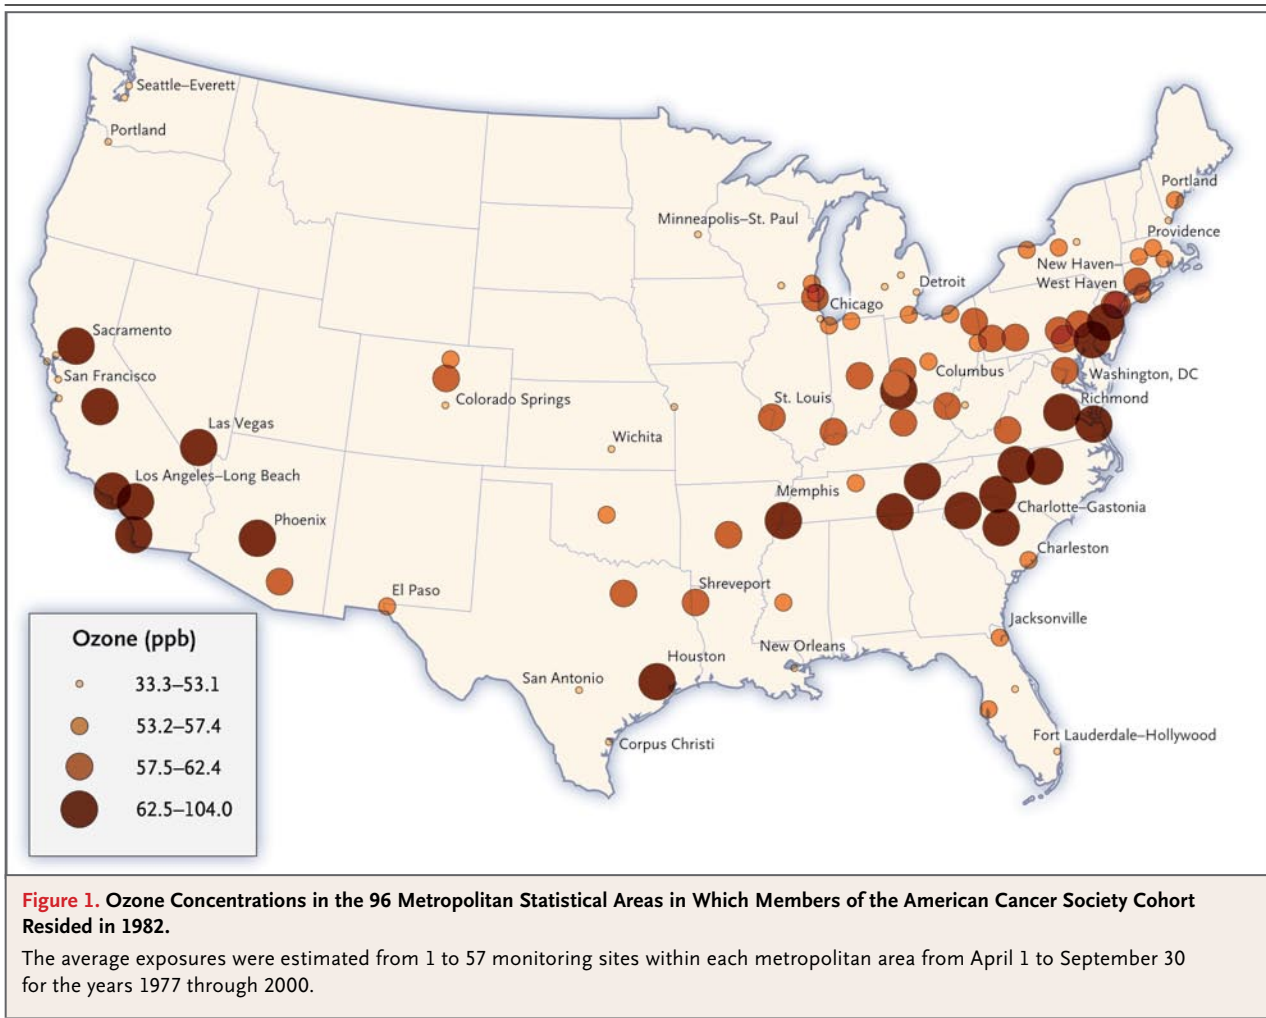 Seattle–Everett
Portland
Portland
Minneapolis–St. Paul
Providence
New Haven–
West Haven
Detroit
Chicago
Sacramento
San Francisco
Columbus
Washington, DC
Colorado Springs
St. Louis
Richmond
Las Vegas
Wichita
Los Angeles–Long Beach
Memphis
Charlotte–Gastonia
Phoenix
Charleston
El Paso
Shreveport
Jacksonville
New Orleans
Houston
San Antonio
Fort Lauderdale–Hollywood
Corpus Christi
Ozone (ppb)
33.3–53.1
53.2–57.4
57.5–62.4
62.5–104.0
Figure 1. Ozone Concentrations in the 96 Metropolitan Statistical Areas in Which Members of the American Cancer Society Cohort
Resided in 1982.
The average exposures were estimated from 1 to 57 monitoring sites within each metropolitan area from April 1 to September 30
for the years 1977 through 2000.